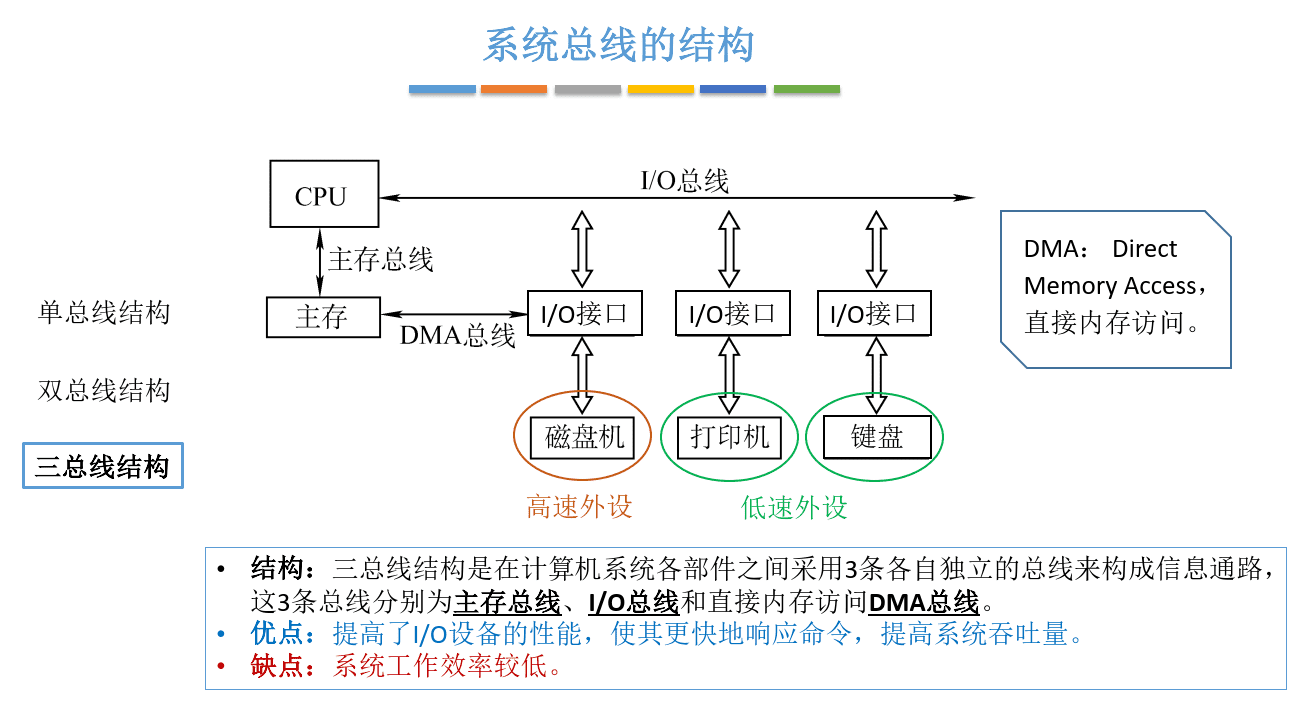 系统总线的结构
CPU
I/O总线
主存总线
主存
DMA总线
I/O接口
I/O接口
I/O接口
磁盘机
打印机
键盘
高速外设
低速外设
DMA： Direct
Memory Access，
直接内存访问。
单总线结构
双总线结构
三总线结构
• 结构：三总线结构是在计算机系统各部件之间采用3条各自独立的总线来构成信息通路，
这3条总线分别为主存总线、I/O总线和直接内存访问DMA总线。
• 优点：提高了I/O设备的性能，使其更快地响应命令，提高系统吞吐量。
• 缺点：系统工作效率较低。